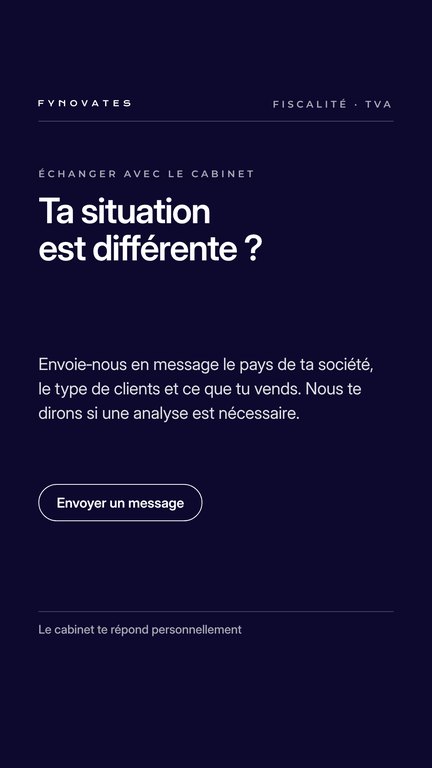 FYNOVATES
FISCALITÉ · TVA
ÉCHANGER AVEC LE CABINET
Ta situation
est différente ?
Envoie-nous en message le pays de ta société,
le type de clients et ce que tu vends. Nous te
dirons si une analyse est nécessaire.
Envoyer un message
Le cabinet te répond personnellement